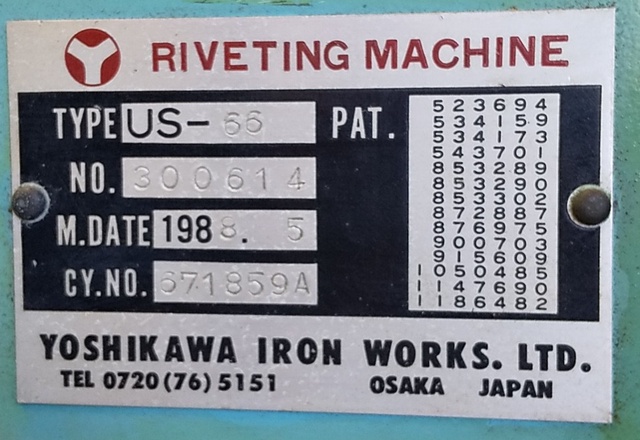 RIVETING MACHINE
TYPE US-66
NO. 300614
M.DATE 1988. 5
CY.NO. 671859A
PAT.
523694
534159
534173
543701
853289
853290
853302
872887
876975
900703
915609
1050485
1147690
1186482
YOSHIKAWA IRON WORKS. LTD.
TEL 0720(76)5151 OSAKA JAPAN